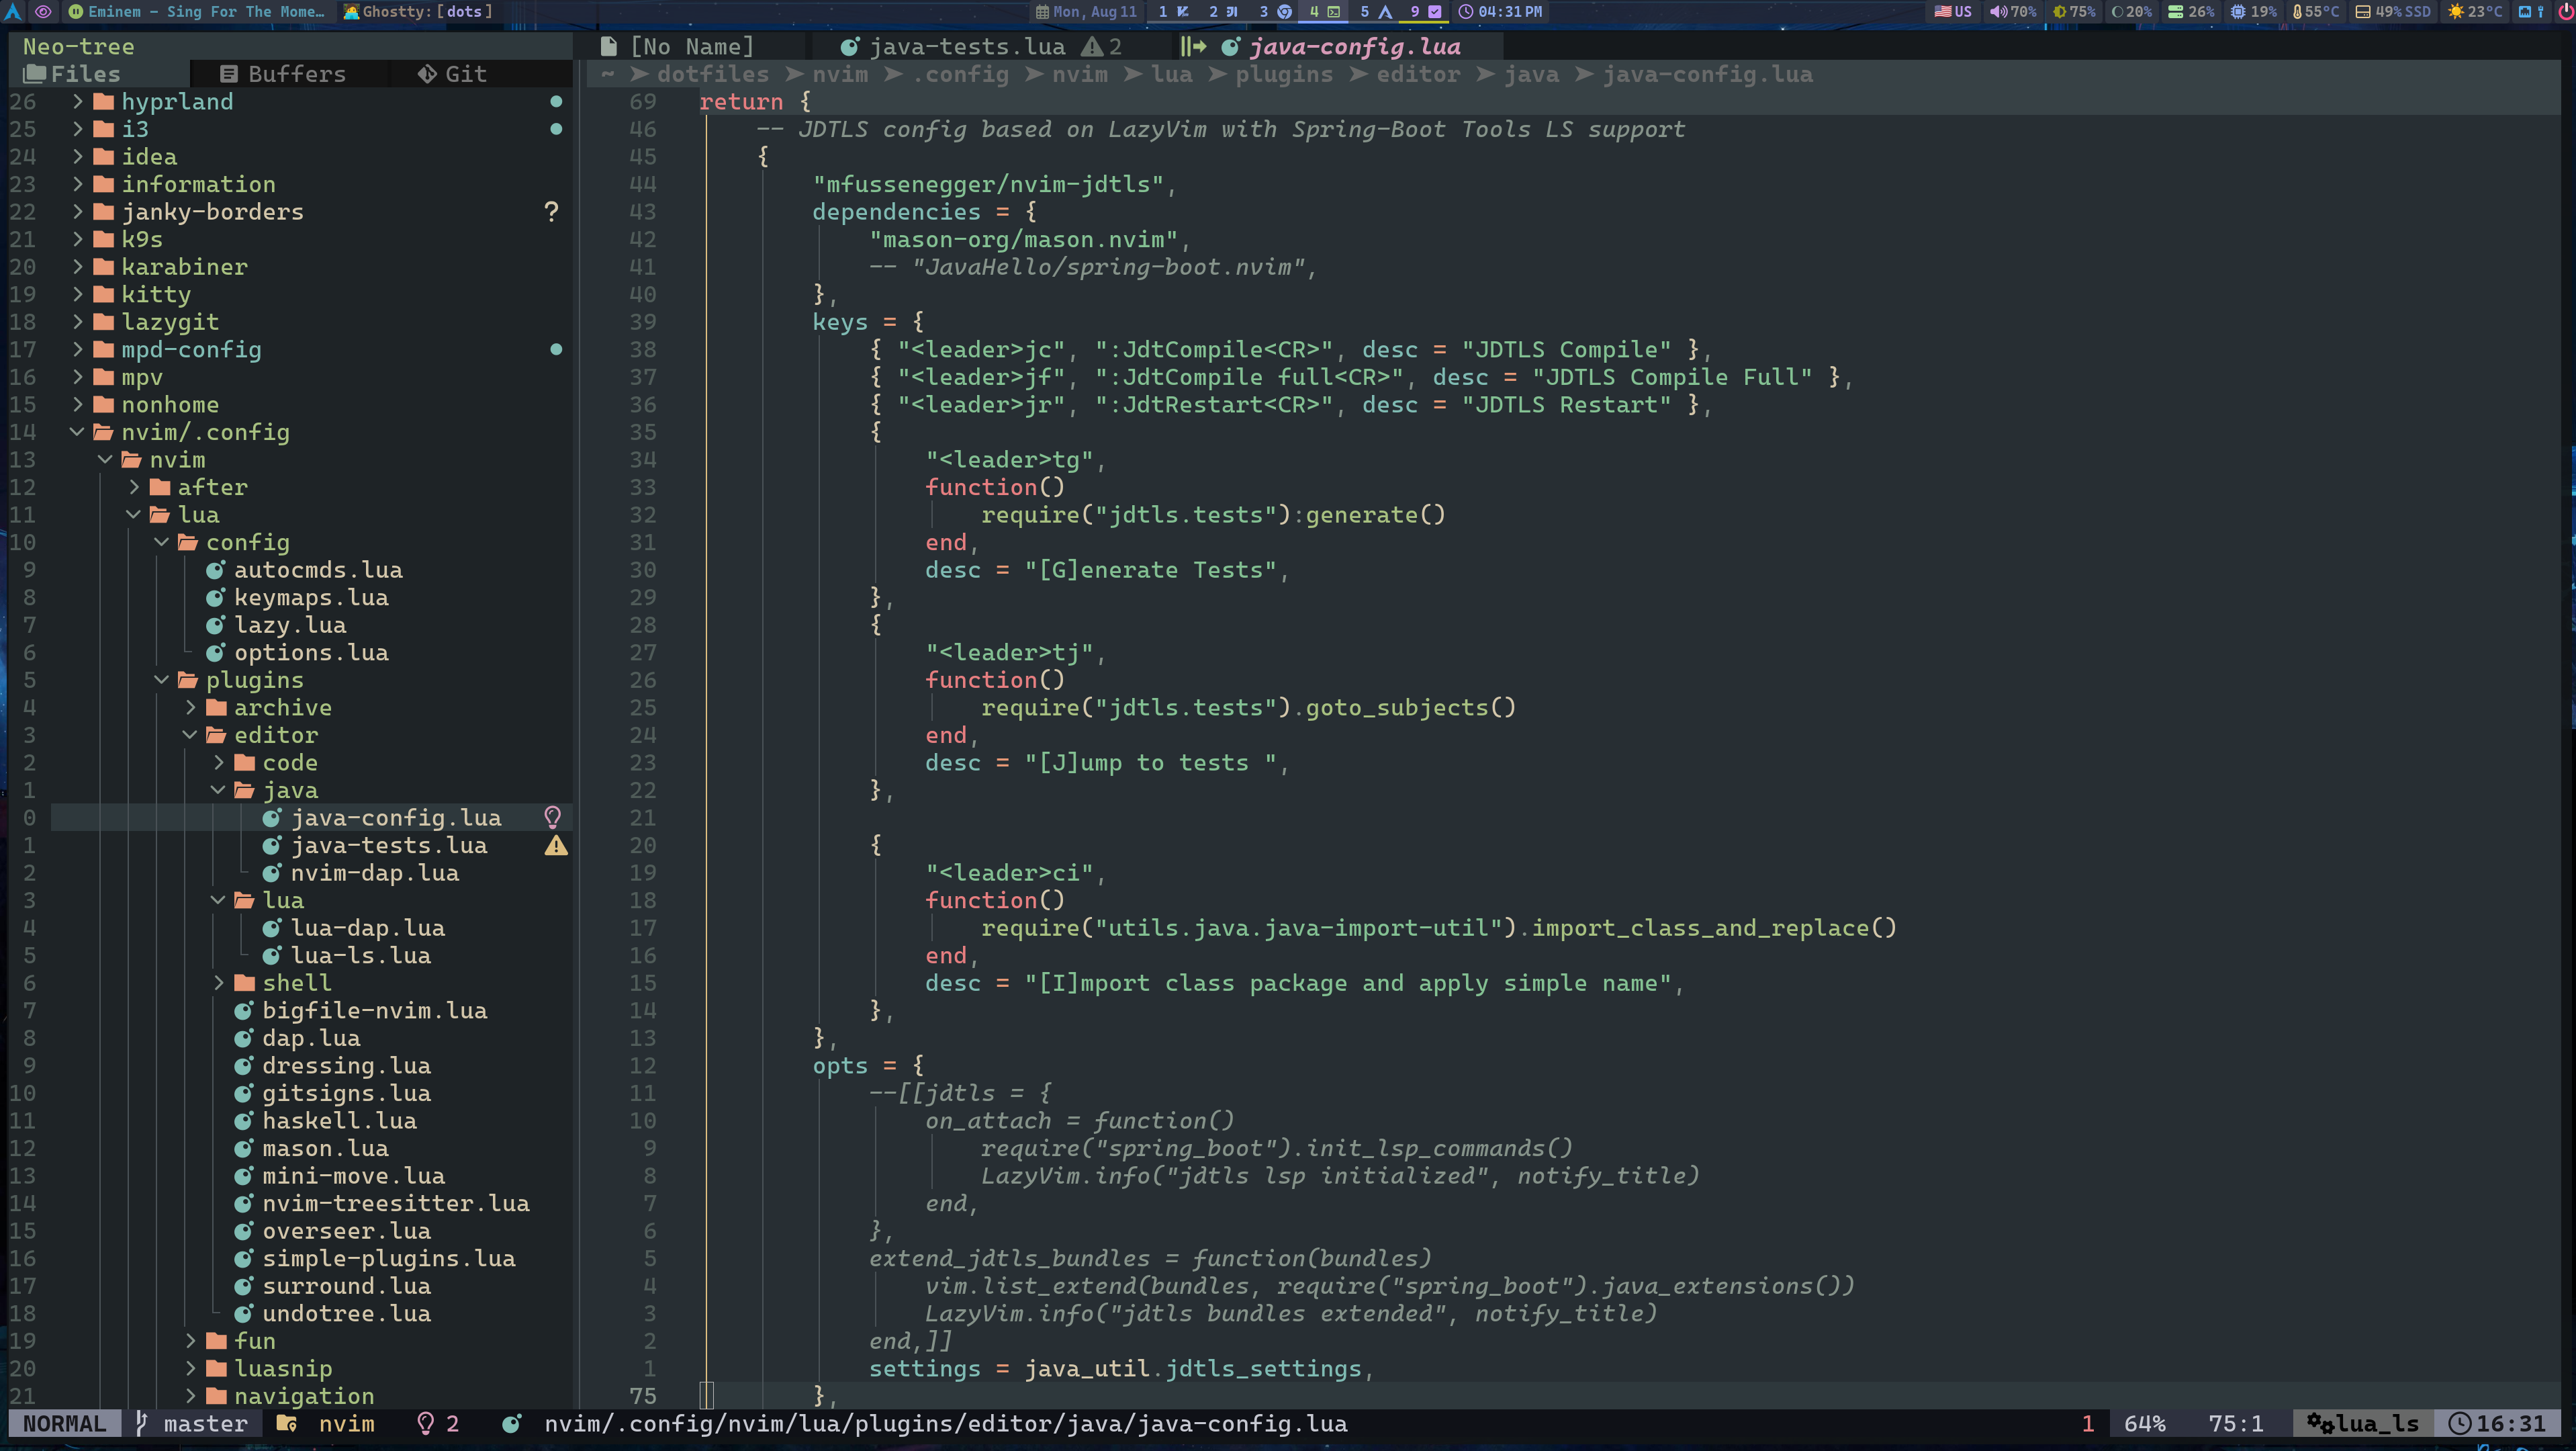 Eminem - Sing For The Mome…
Ghostty: [dots]
Mon, Aug 11
1 2 3 4 5 9
04:31 PM
US 70% 75% 20% 26% 19% 55°C 49% SSD 23°C
Neo-tree
Files Buffers Git
26 hyprland
25 i3
24 idea
23 information
22 janky-borders ?
21 k9s
20 karabiner
19 kitty
18 lazygit
17 mpd-config
16 mpv
15 nonhome
14 nvim/.config
13 nvim
12 after
11 lua
10 config
9 autocmds.lua
8 keymaps.lua
7 lazy.lua
6 options.lua
5 plugins
4 archive
3 editor
2 code
1 java
0 java-config.lua
1 java-tests.lua
2 nvim-dap.lua
3 lua
4 lua-dap.lua
5 lua-ls.lua
6 shell
7 bigfile-nvim.lua
8 dap.lua
9 dressing.lua
10 gitsigns.lua
11 haskell.lua
12 mason.lua
13 mini-move.lua
14 nvim-treesitter.lua
15 overseer.lua
16 simple-plugins.lua
17 surround.lua
18 undotree.lua
19 fun
20 luasnip
21 navigation
[No Name] java-tests.lua 2 java-config.lua
~ dotfiles nvim .config nvim lua plugins editor java java-config.lua
69 return {
46 -- JDTLS config based on LazyVim with Spring-Boot Tools LS support
45 {
44 "mfussenegger/nvim-jdtls",
43 dependencies = {
42 "mason-org/mason.nvim",
41 -- "JavaHello/spring-boot.nvim",
40 },
39 keys = {
38 { "<leader>jc", ":JdtCompile<CR>", desc = "JDTLS Compile" },
37 { "<leader>jf", ":JdtCompile full<CR>", desc = "JDTLS Compile Full" },
36 { "<leader>jr", ":JdtRestart<CR>", desc = "JDTLS Restart" },
35 {
34 "<leader>tg",
33 function()
32 require("jdtls.tests"):generate()
31 end,
30 desc = "[G]enerate Tests",
29 },
28 {
27 "<leader>tj",
26 function()
25 require("jdtls.tests").goto_subjects()
24 end,
23 desc = "[J]ump to tests ",
22 },
21
20 {
19 "<leader>ci",
18 function()
17 require("utils.java.java-import-util").import_class_and_replace()
16 end,
15 desc = "[I]mport class package and apply simple name",
14 },
13 },
12 opts = {
11 --[[jdtls = {
10 on_attach = function()
9 require("spring_boot").init_lsp_commands()
8 LazyVim.info("jdtls lsp initialized", notify_title)
7 end,
6 },
5 extend_jdtls_bundles = function(bundles)
4 vim.list_extend(bundles, require("spring_boot").java_extensions())
3 LazyVim.info("jdtls bundles extended", notify_title)
2 end,]]
1 settings = java_util.jdtls_settings,
75 },
NORMAL master nvim 2 nvim/.config/nvim/lua/plugins/editor/java/java-config.lua 1 64% 75:1 lua_ls 16:31